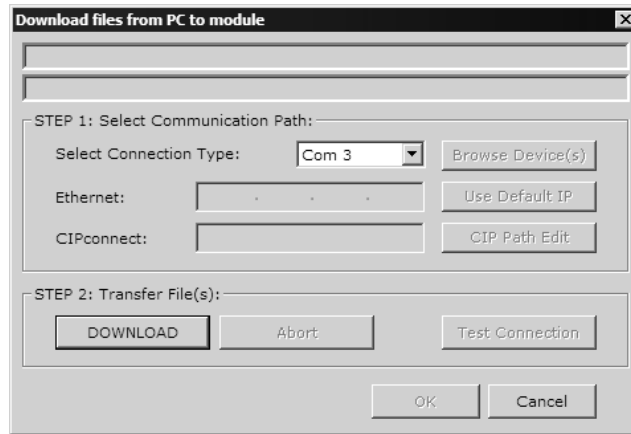 Download files from PC to module
STEP 1: Select Communication Path:
Select Connection Type: Com 3 Browse Device(s)
Ethernet: . . . Use Default IP
CIPconnect: CIP Path Edit
STEP 2: Transfer File(s):
DOWNLOAD Abort Test Connection
OK Cancel